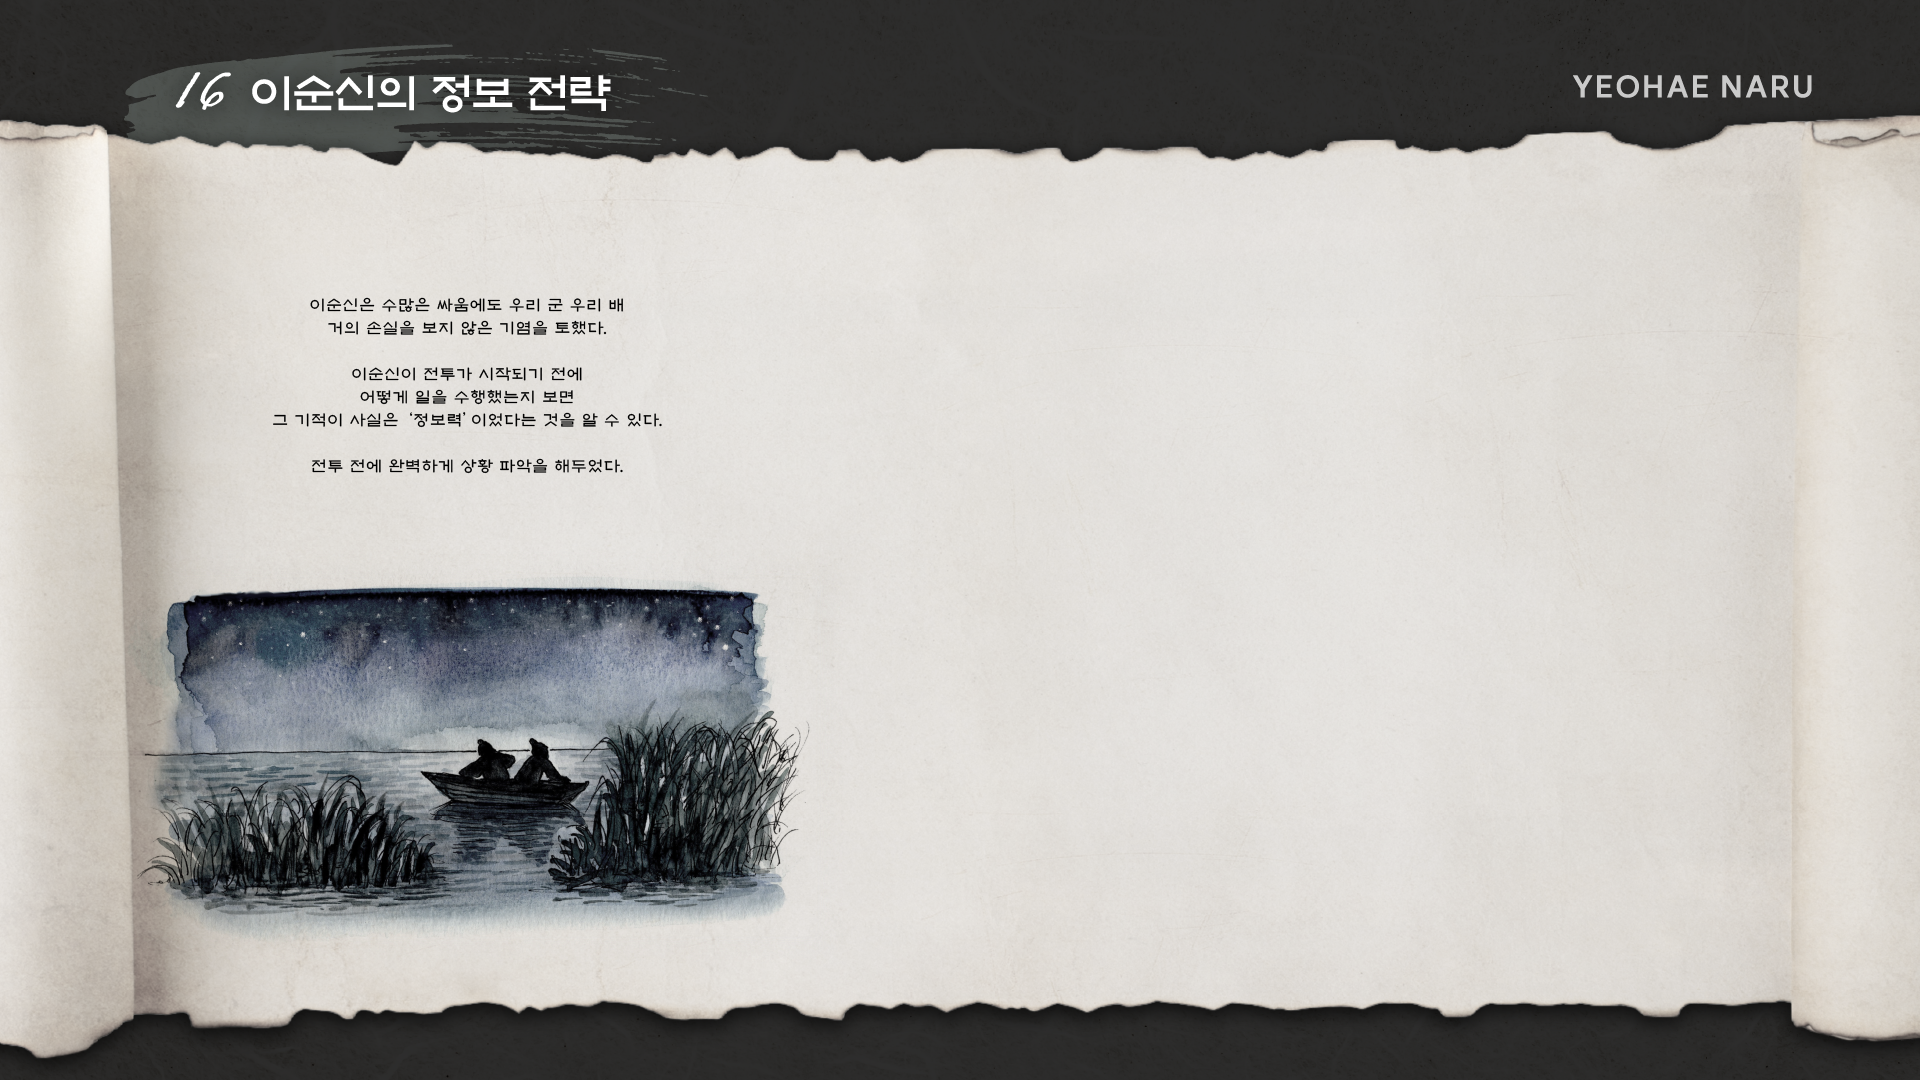 16 이순신의 정보 전략
YEOHAE NARU
이순신은 수많은 싸움에도 우리 군 우리 배
거의 손실을 보지 않은 기염을 토했다.
이순신이 전투가 시작되기 전에
어떻게 일을 수행했는지 보면
그 기적이 사실은 ‘정보력’이었다는 것을 알 수 있다.
전투 전에 완벽하게 상황 파악을 해두었다.